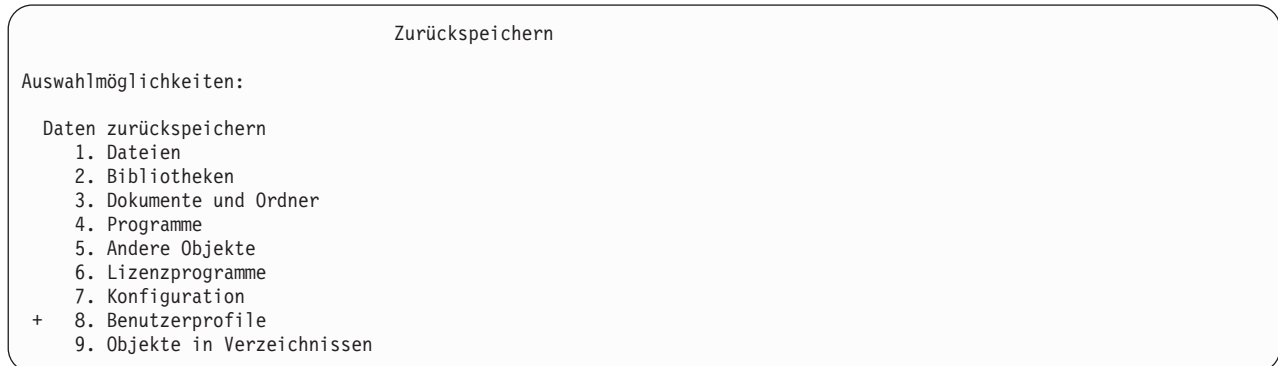 Zurückspeichern
Auswahlmöglichkeiten:
Daten zurückspeichern
1. Dateien
2. Bibliotheken
3. Dokumente und Ordner
4. Programme
5. Andere Objekte
6. Lizenzprogramme
7. Konfiguration
+ 8. Benutzerprofile
9. Objekte in Verzeichnissen